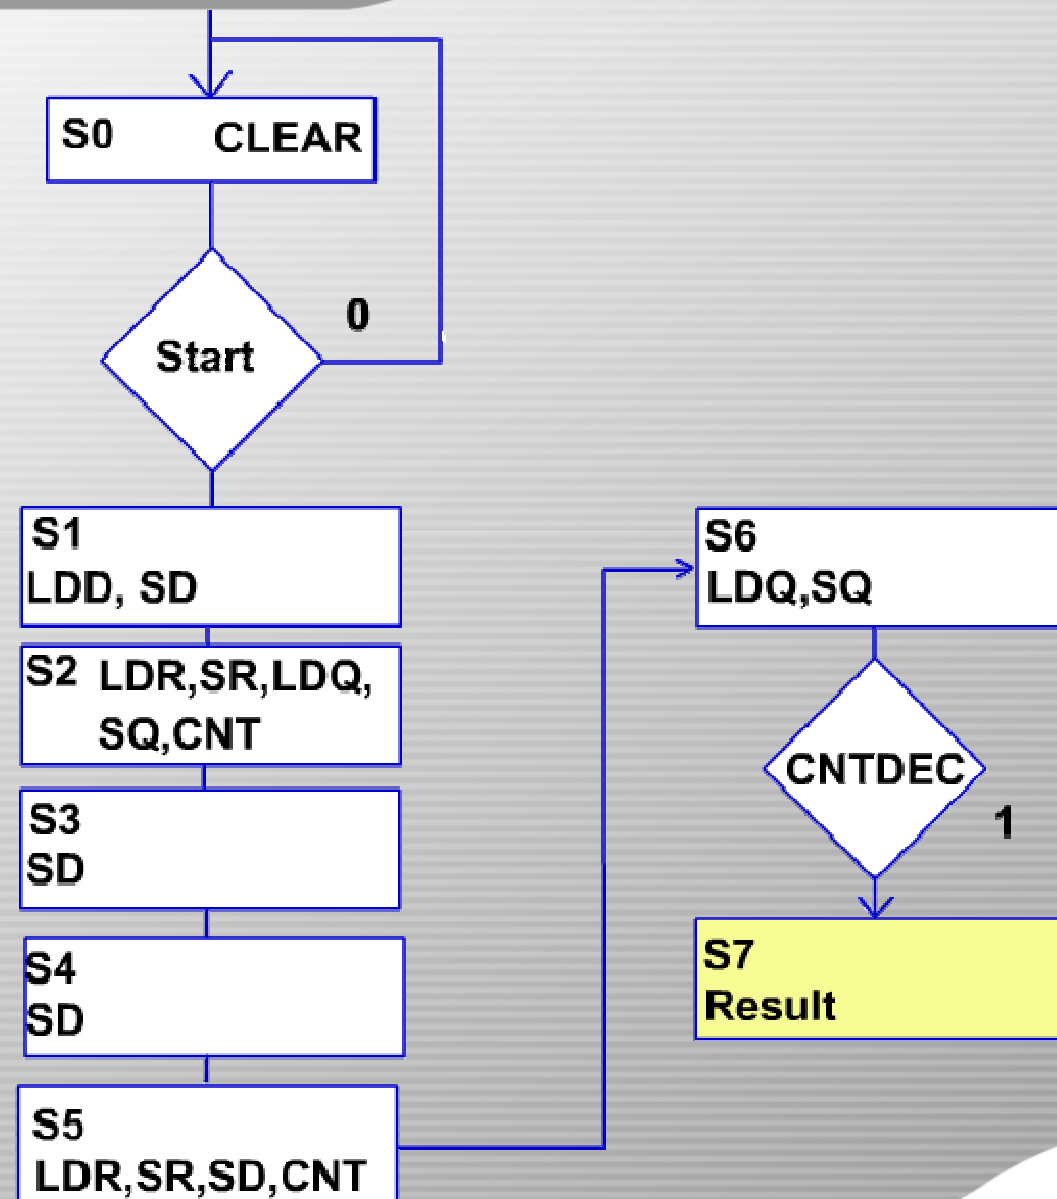 S0 CLEAR
0
Start
S1
LDD, SD
S2 LDR,SR,LDQ,
SQ,CNT
S3
SD
S4
SD
S5
LDR,SR,SD,CNT
S6
LDQ,SQ
CNTDEC
1
S7
Result